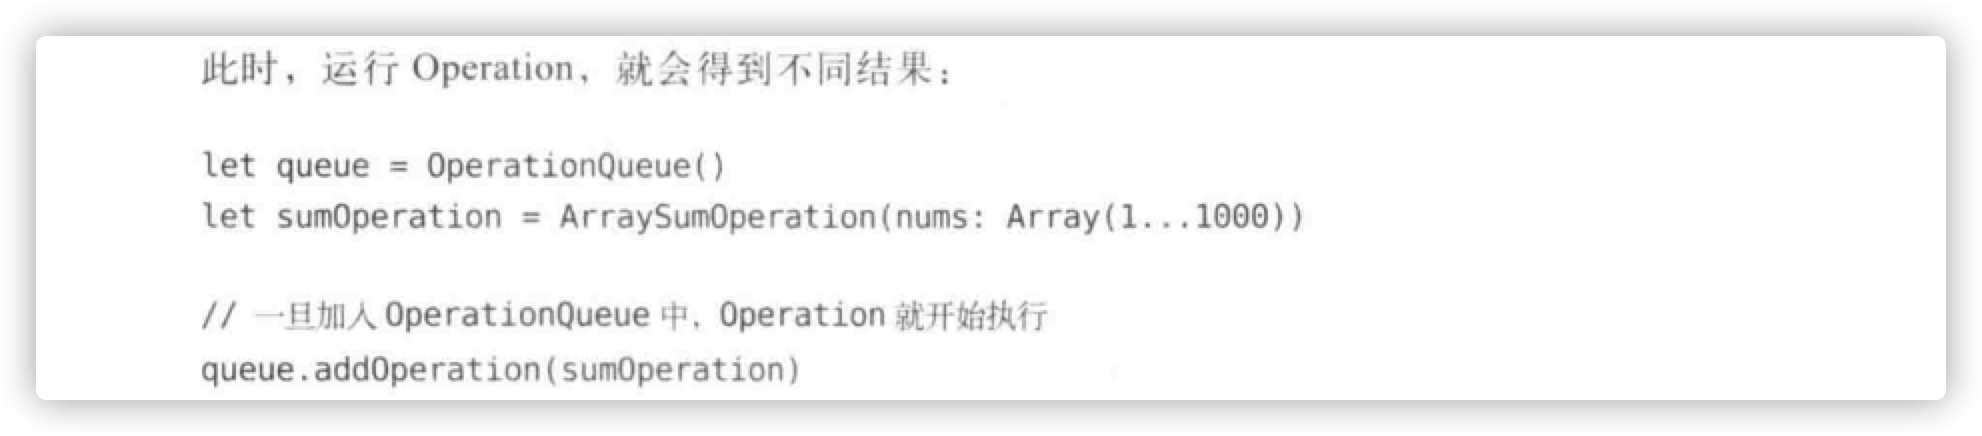 此时，运行 Operation，就会得到不同结果：
let queue = OperationQueue()
let sumOperation = ArraySumOperation(nums: Array(1...1000))
// 一旦加入 OperationQueue 中，Operation 就开始执行
queue.addOperation(sumOperation)